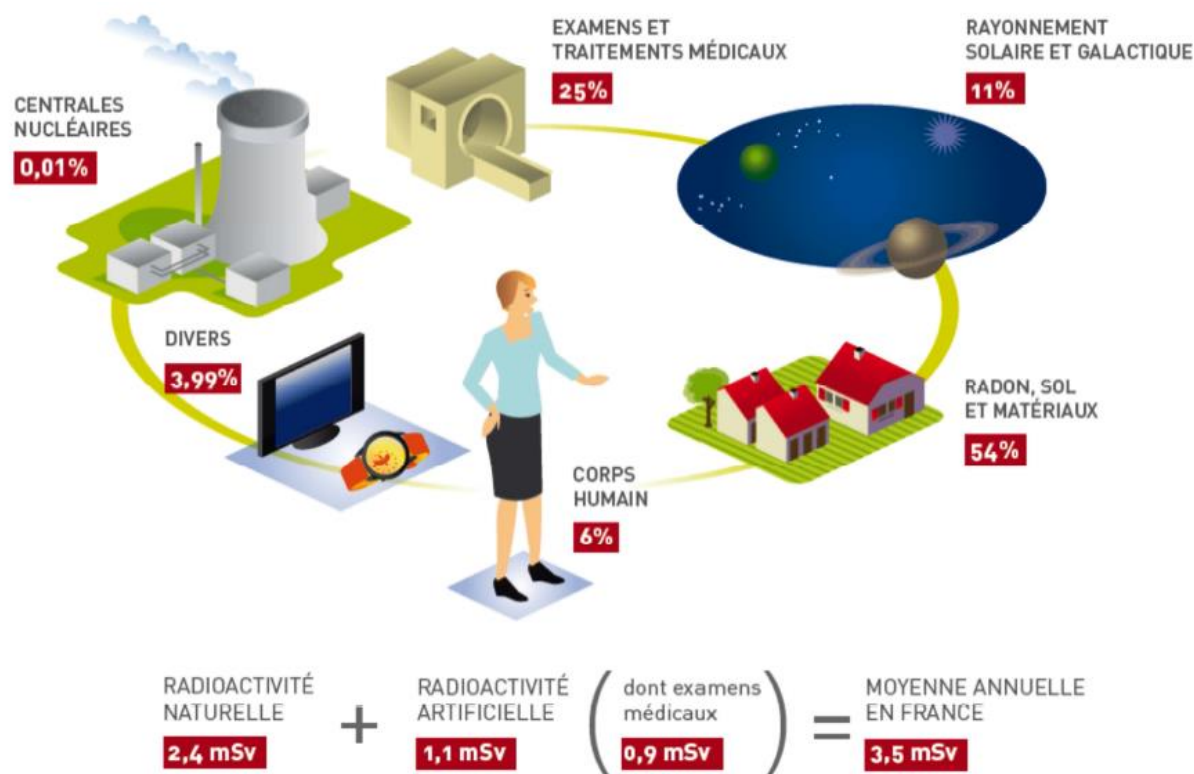 EXAMENS ET
TRAITEMENTS MÉDICAUX
25%
RAYONNEMENT
SOLAIRE ET GALACTIQUE
11%
CENTRALES
NUCLÉAIRES
0,01%
DIVERS
3,99%
RADON, SOL
ET MATÉRIAUX
54%
CORPS
HUMAIN
6%
RADIOACTIVITÉ
NATURELLE
2,4 mSv
+
RADIOACTIVITÉ
ARTIFICIELLE
1,1 mSv
(dont examens
médicaux
0,9 mSv)
=
MOYENNE ANNUELLE
EN FRANCE
3,5 mSv